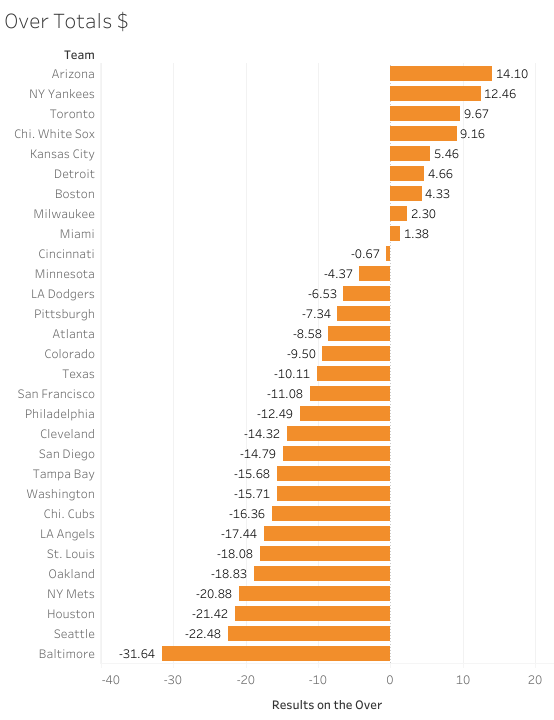 Over Totals $
Team
Arizona 14.10
NY Yankees 12.46
Toronto 9.67
Chi. White Sox 9.16
Kansas City 5.46
Detroit 4.66
Boston 4.33
Milwaukee 2.30
Miami 1.38
Cincinnati -0.67
Minnesota -4.37
LA Dodgers -6.53
Pittsburgh -7.34
Atlanta -8.58
Colorado -9.50
Texas -10.11
San Francisco -11.08
Philadelphia -12.49
Cleveland -14.32
San Diego -14.79
Tampa Bay -15.68
Washington -15.71
Chi. Cubs -16.36
LA Angels -17.44
St. Louis -18.08
Oakland -18.83
NY Mets -20.88
Houston -21.42
Seattle -22.48
Baltimore -31.64
-40 -30 -20 -10 0 10 20
Results on the Over